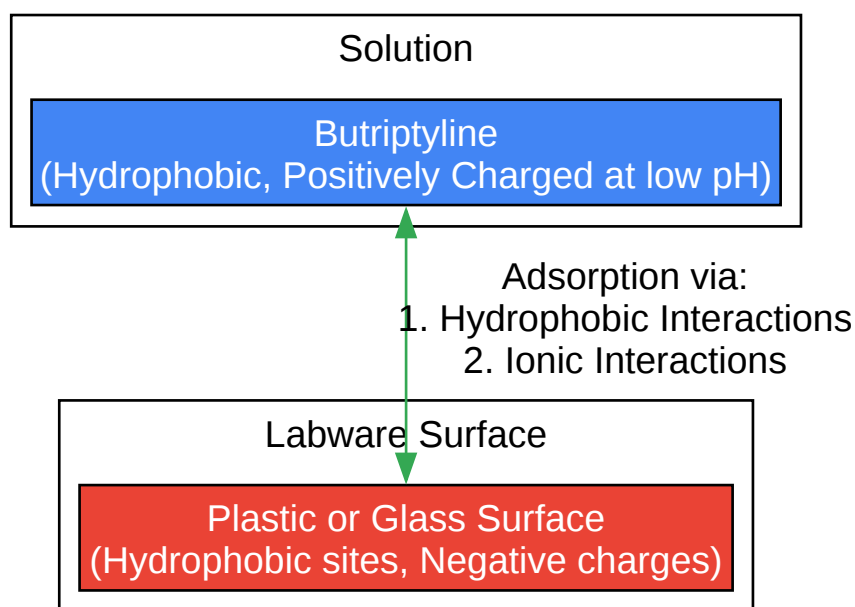 Solution
Butriptyline
(Hydrophobic, Positively Charged at low pH)
Adsorption via:
1. Hydrophobic Interactions
2. Ionic Interactions
Labware Surface
Plastic or Glass Surface
(Hydrophobic sites, Negative charges)